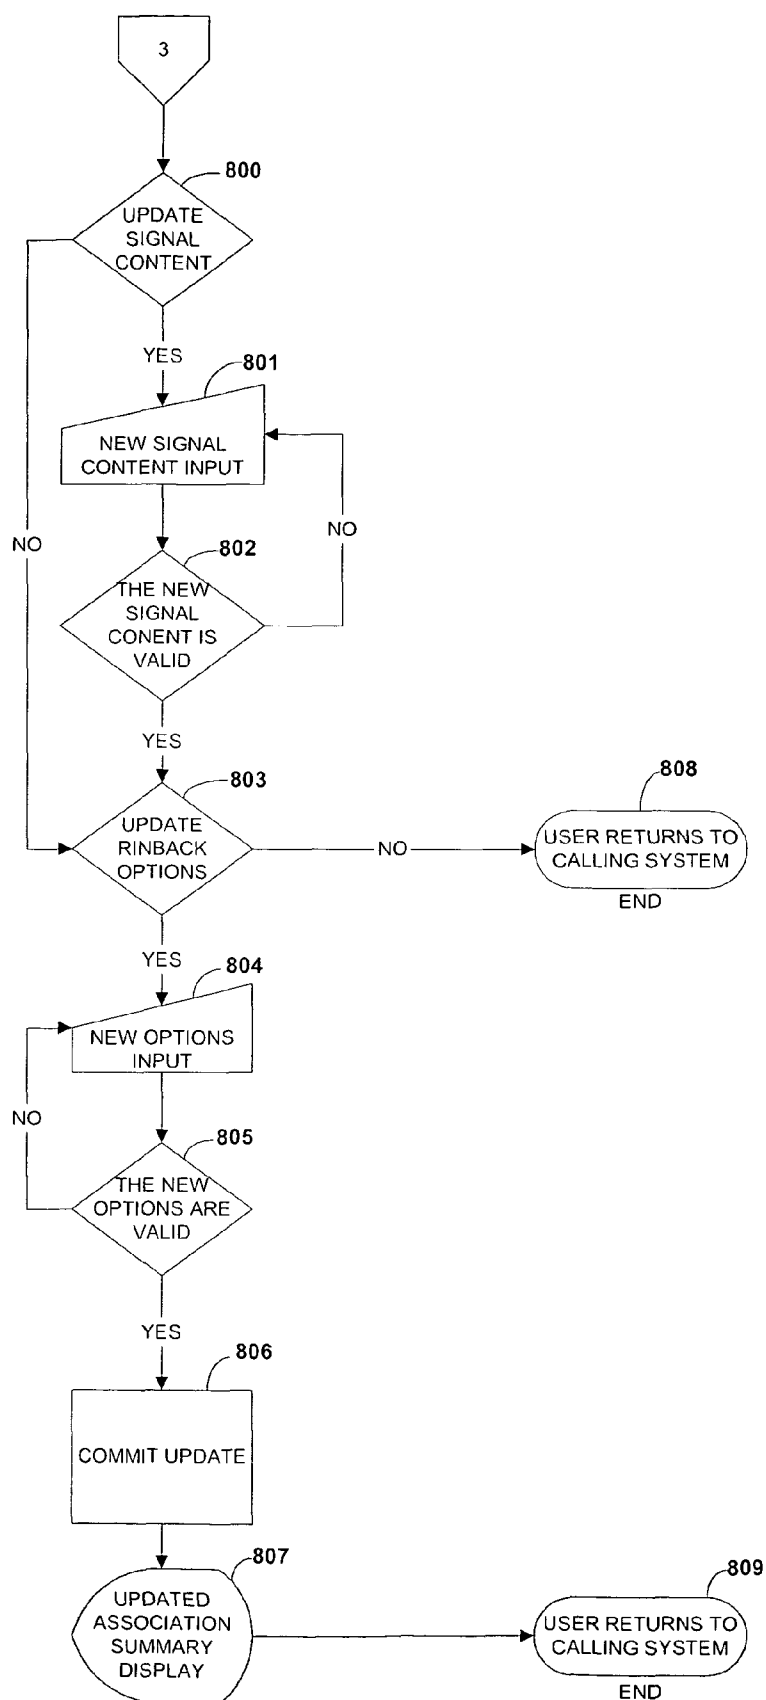 3
800
UPDATE
SIGNAL
CONTENT
YES
801
NEW SIGNAL
CONTENT INPUT
NO
NO
802
THE NEW
SIGNAL
CONENT IS
VALID
YES
803
UPDATE
RINBACK
OPTIONS
NO
808
USER RETURNS TO
CALLING SYSTEM
END
YES
804
NEW OPTIONS
INPUT
NO
805
THE NEW
OPTIONS ARE
VALID
YES
806
COMMIT UPDATE
807
UPDATED
ASSOCIATION
SUMMARY
DISPLAY
809
USER RETURNS TO
CALLING SYSTEM
END